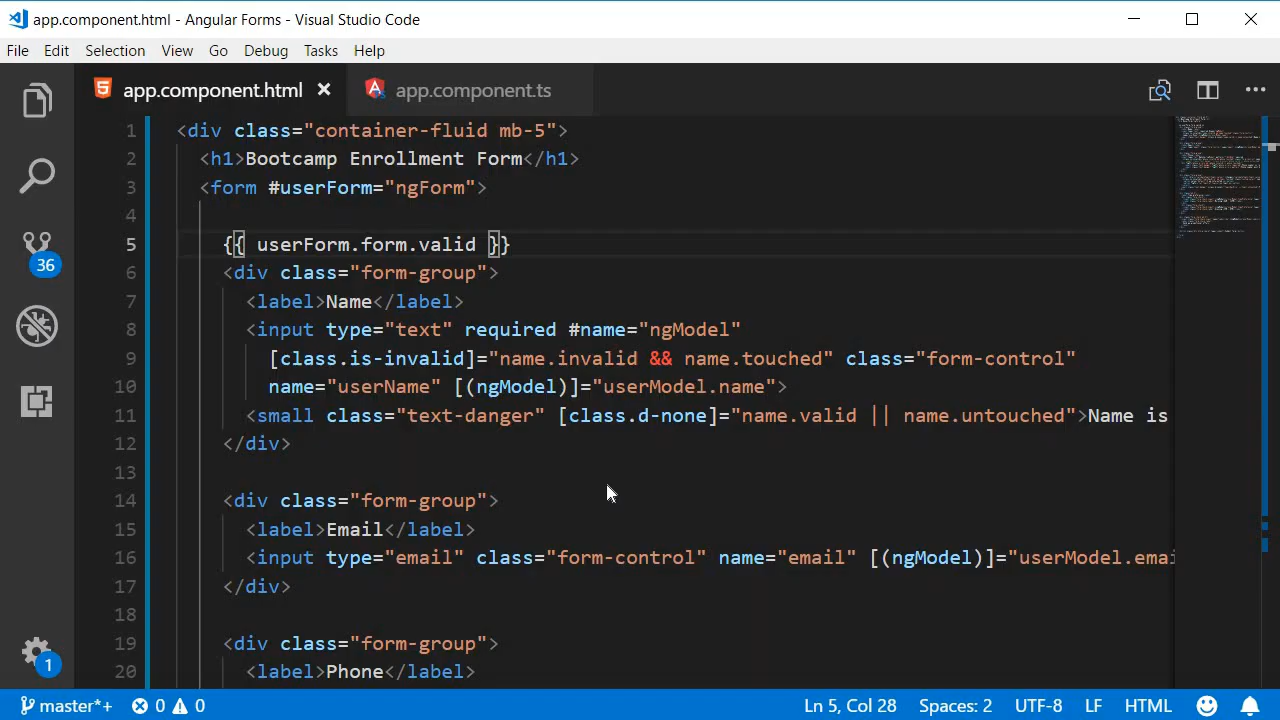 app.component.html - Angular Forms - Visual Studio Code
File Edit Selection View Go Debug Tasks Help
app.component.html app.component.ts
1 <div class="container-fluid mb-5">
2 <h1>Bootcamp Enrollment Form</h1>
3 <form #userForm="ngForm">
4
5 {{ userForm.form.valid }}
6 <div class="form-group">
7 <label>Name</label>
8 <input type="text" required #name="ngModel"
9 [class.is-invalid]="name.invalid && name.touched" class="form-control"
10 name="userName" [(ngModel)]="userModel.name">
11 <small class="text-danger" [class.d-none]="name.valid || name.untouched">Name is
12 </div>
13
14 <div class="form-group">
15 <label>Email</label>
16 <input type="email" class="form-control" name="email" [(ngModel)]="userModel.emai
17 </div>
18
19 <div class="form-group">
20 <label>Phone</label>
36
1
master*+ 0 0 Ln 5, Col 28 Spaces: 2 UTF-8 LF HTML